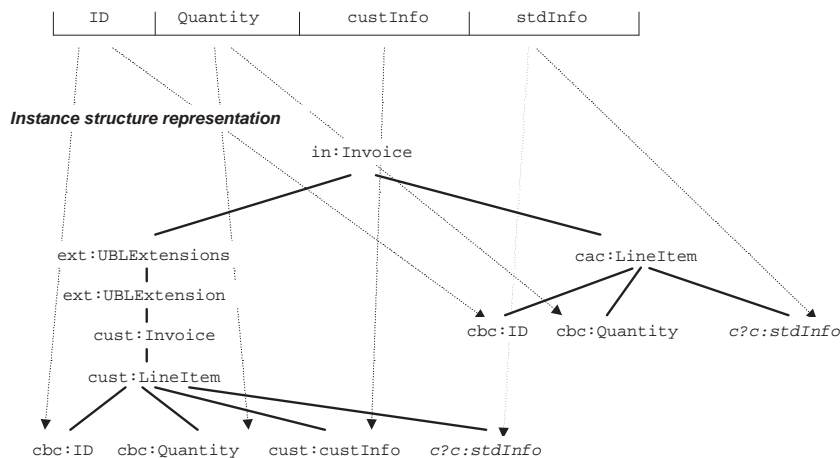 ID Quantity custInfo stdInfo
Instance structure representation
in:Invoice
ext:UBLExtensions cac:LineItem
ext:UBLExtension
cbc:ID cbc:Quantity c?c:stdInfo
cust:Invoice
cust:LineItem
cbc:ID cbc:Quantity cust:custInfo c?c:stdInfo